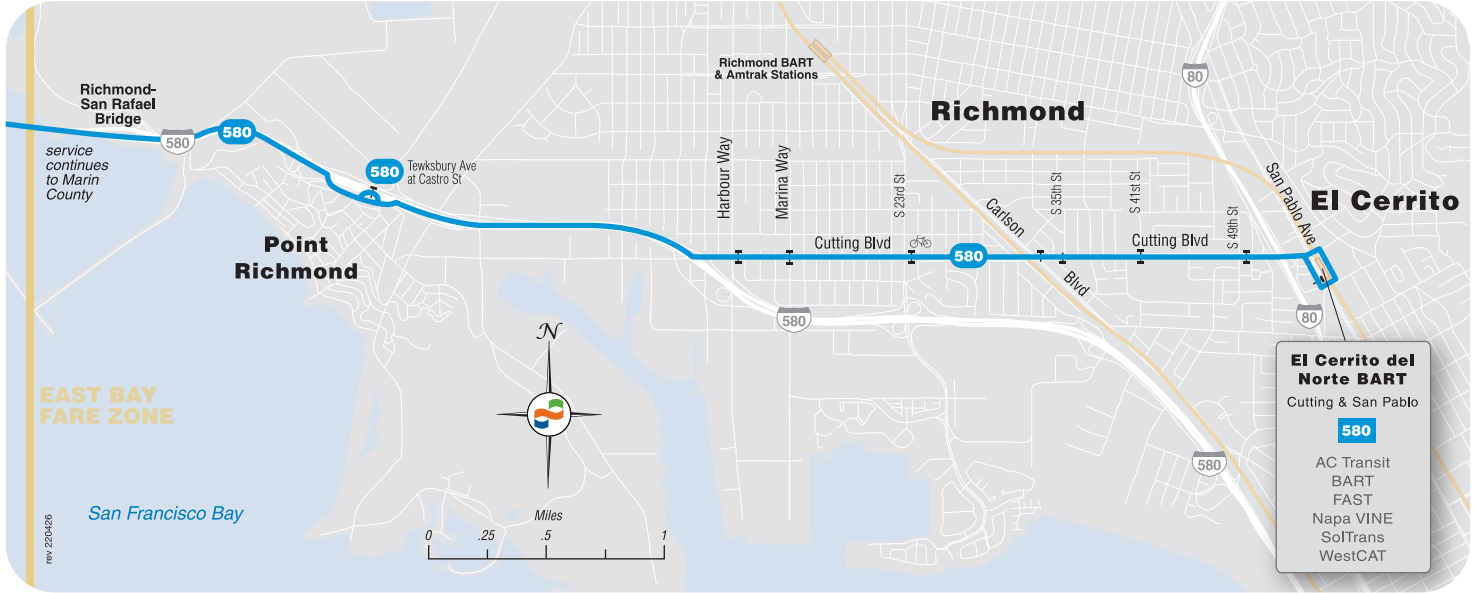 Richmond-
San Rafael
Bridge
service
continues
to Marin
County
580
580
580
Tewksbury Ave
at Castro St
Point
Richmond
Richmond BART
& Amtrak Stations
Richmond
80
San Pablo Ave
El Cerrito
Harbour Way
Marina Way
Cutting Blvd
S 23rd St
580
Carlson
Blvd
S 35th St
S 41st St
Cutting Blvd
S 49th St
580
80
580
N
EAST BAY
FARE ZONE
San Francisco Bay
rev 220426
Miles
0 .25 .5 1
El Cerrito del
Norte BART
Cutting & San Pablo
580
AC Transit
BART
FAST
Napa VINE
SolTrans
WestCAT